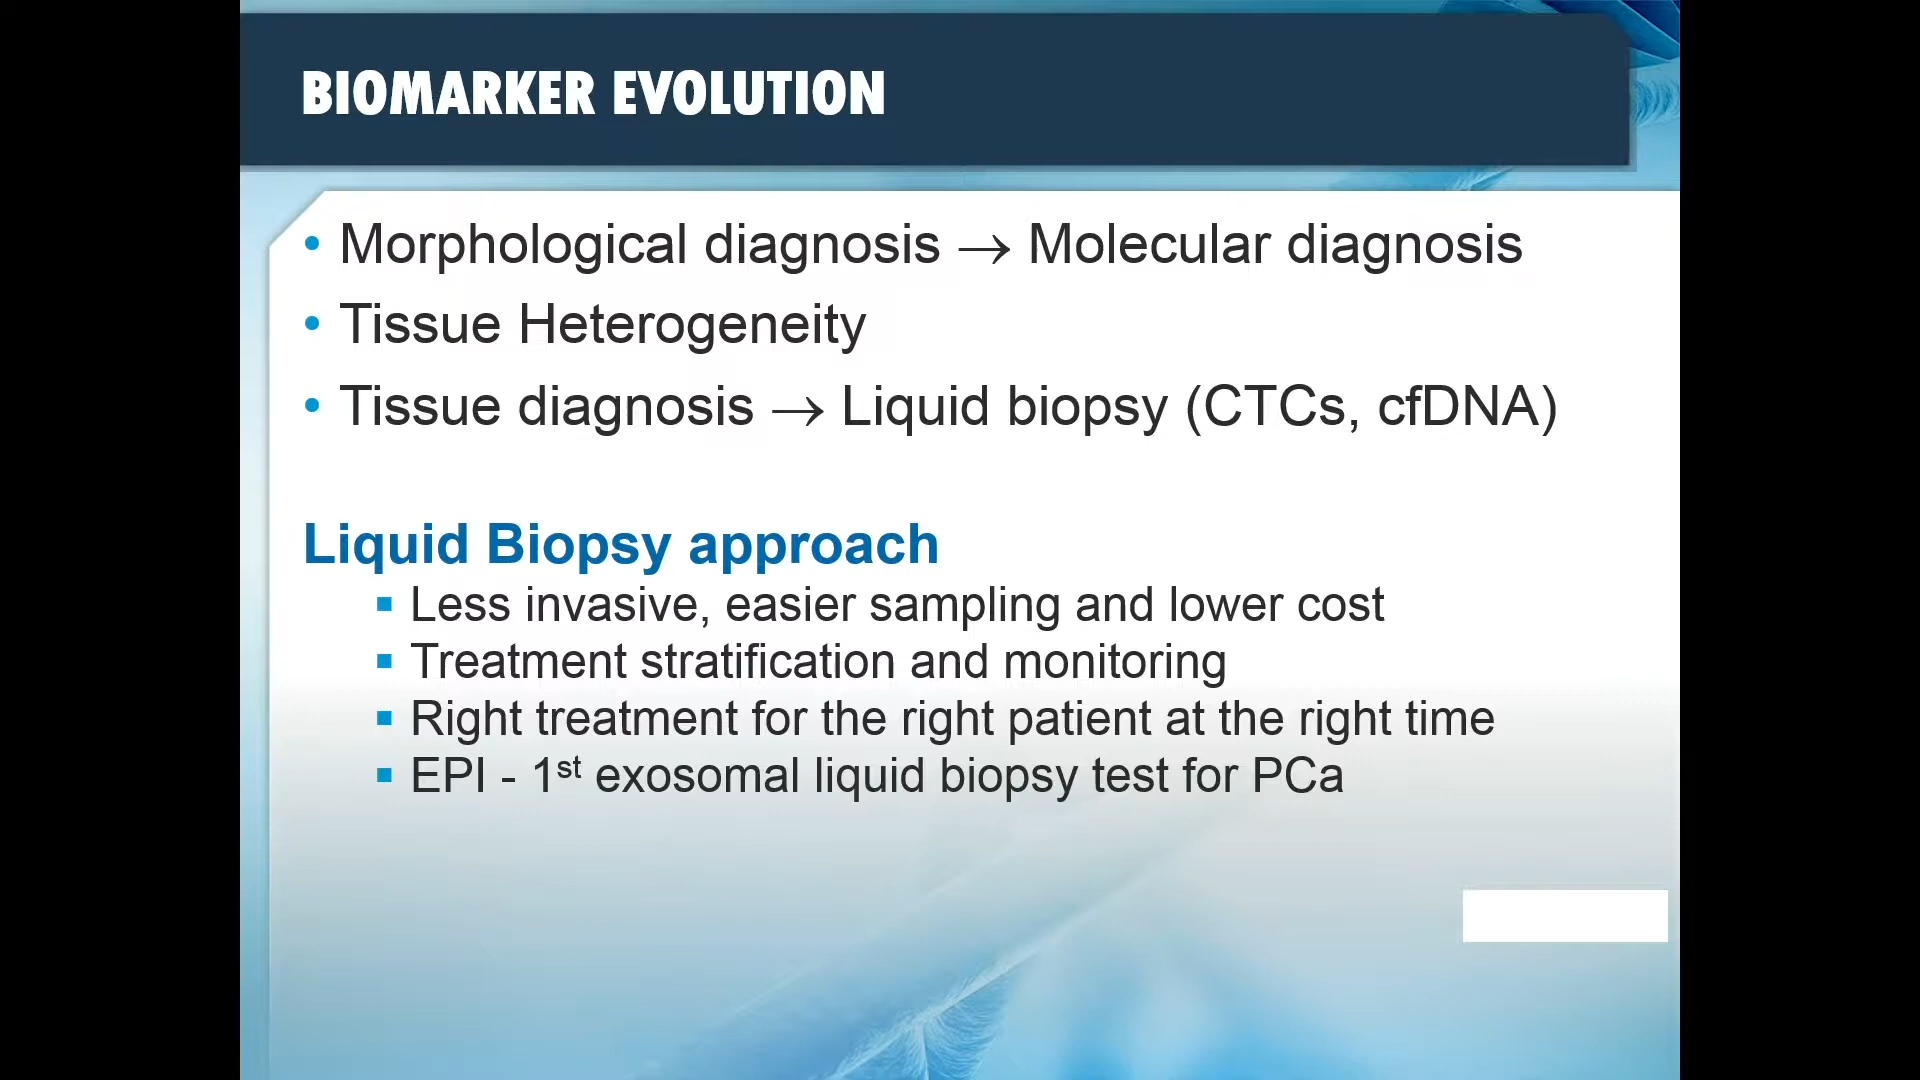 BIOMARKER EVOLUTION
• Morphological diagnosis → Molecular diagnosis
• Tissue Heterogeneity
• Tissue diagnosis → Liquid biopsy (CTCs, cfDNA)
Liquid Biopsy approach
▪ Less invasive, easier sampling and lower cost
▪ Treatment stratification and monitoring
▪ Right treatment for the right patient at the right time
▪ EPI - 1st exosomal liquid biopsy test for PCa